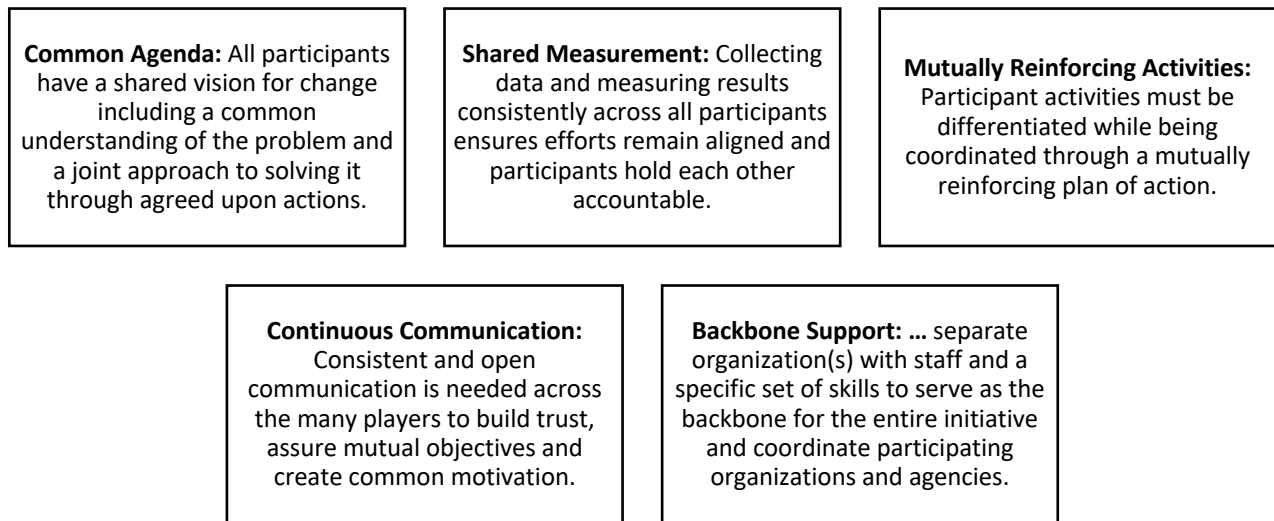 Common Agenda: All participants
have a shared vision for change
including a common
understanding of the problem and
a joint approach to solving it
through agreed upon actions.
Shared Measurement: Collecting
data and measuring results
consistently across all participants
ensures efforts remain aligned and
participants hold each other
accountable.
Mutually Reinforcing Activities:
Participant activities must be
differentiated while being
coordinated through a mutually
reinforcing plan of action.
Continuous Communication:
Consistent and open
communication is needed across
the many players to build trust,
assure mutual objectives and
create common motivation.
Backbone Support: … separate
organization(s) with staff and a
specific set of skills to serve as the
backbone for the entire initiative
and coordinate participating
organizations and agencies.